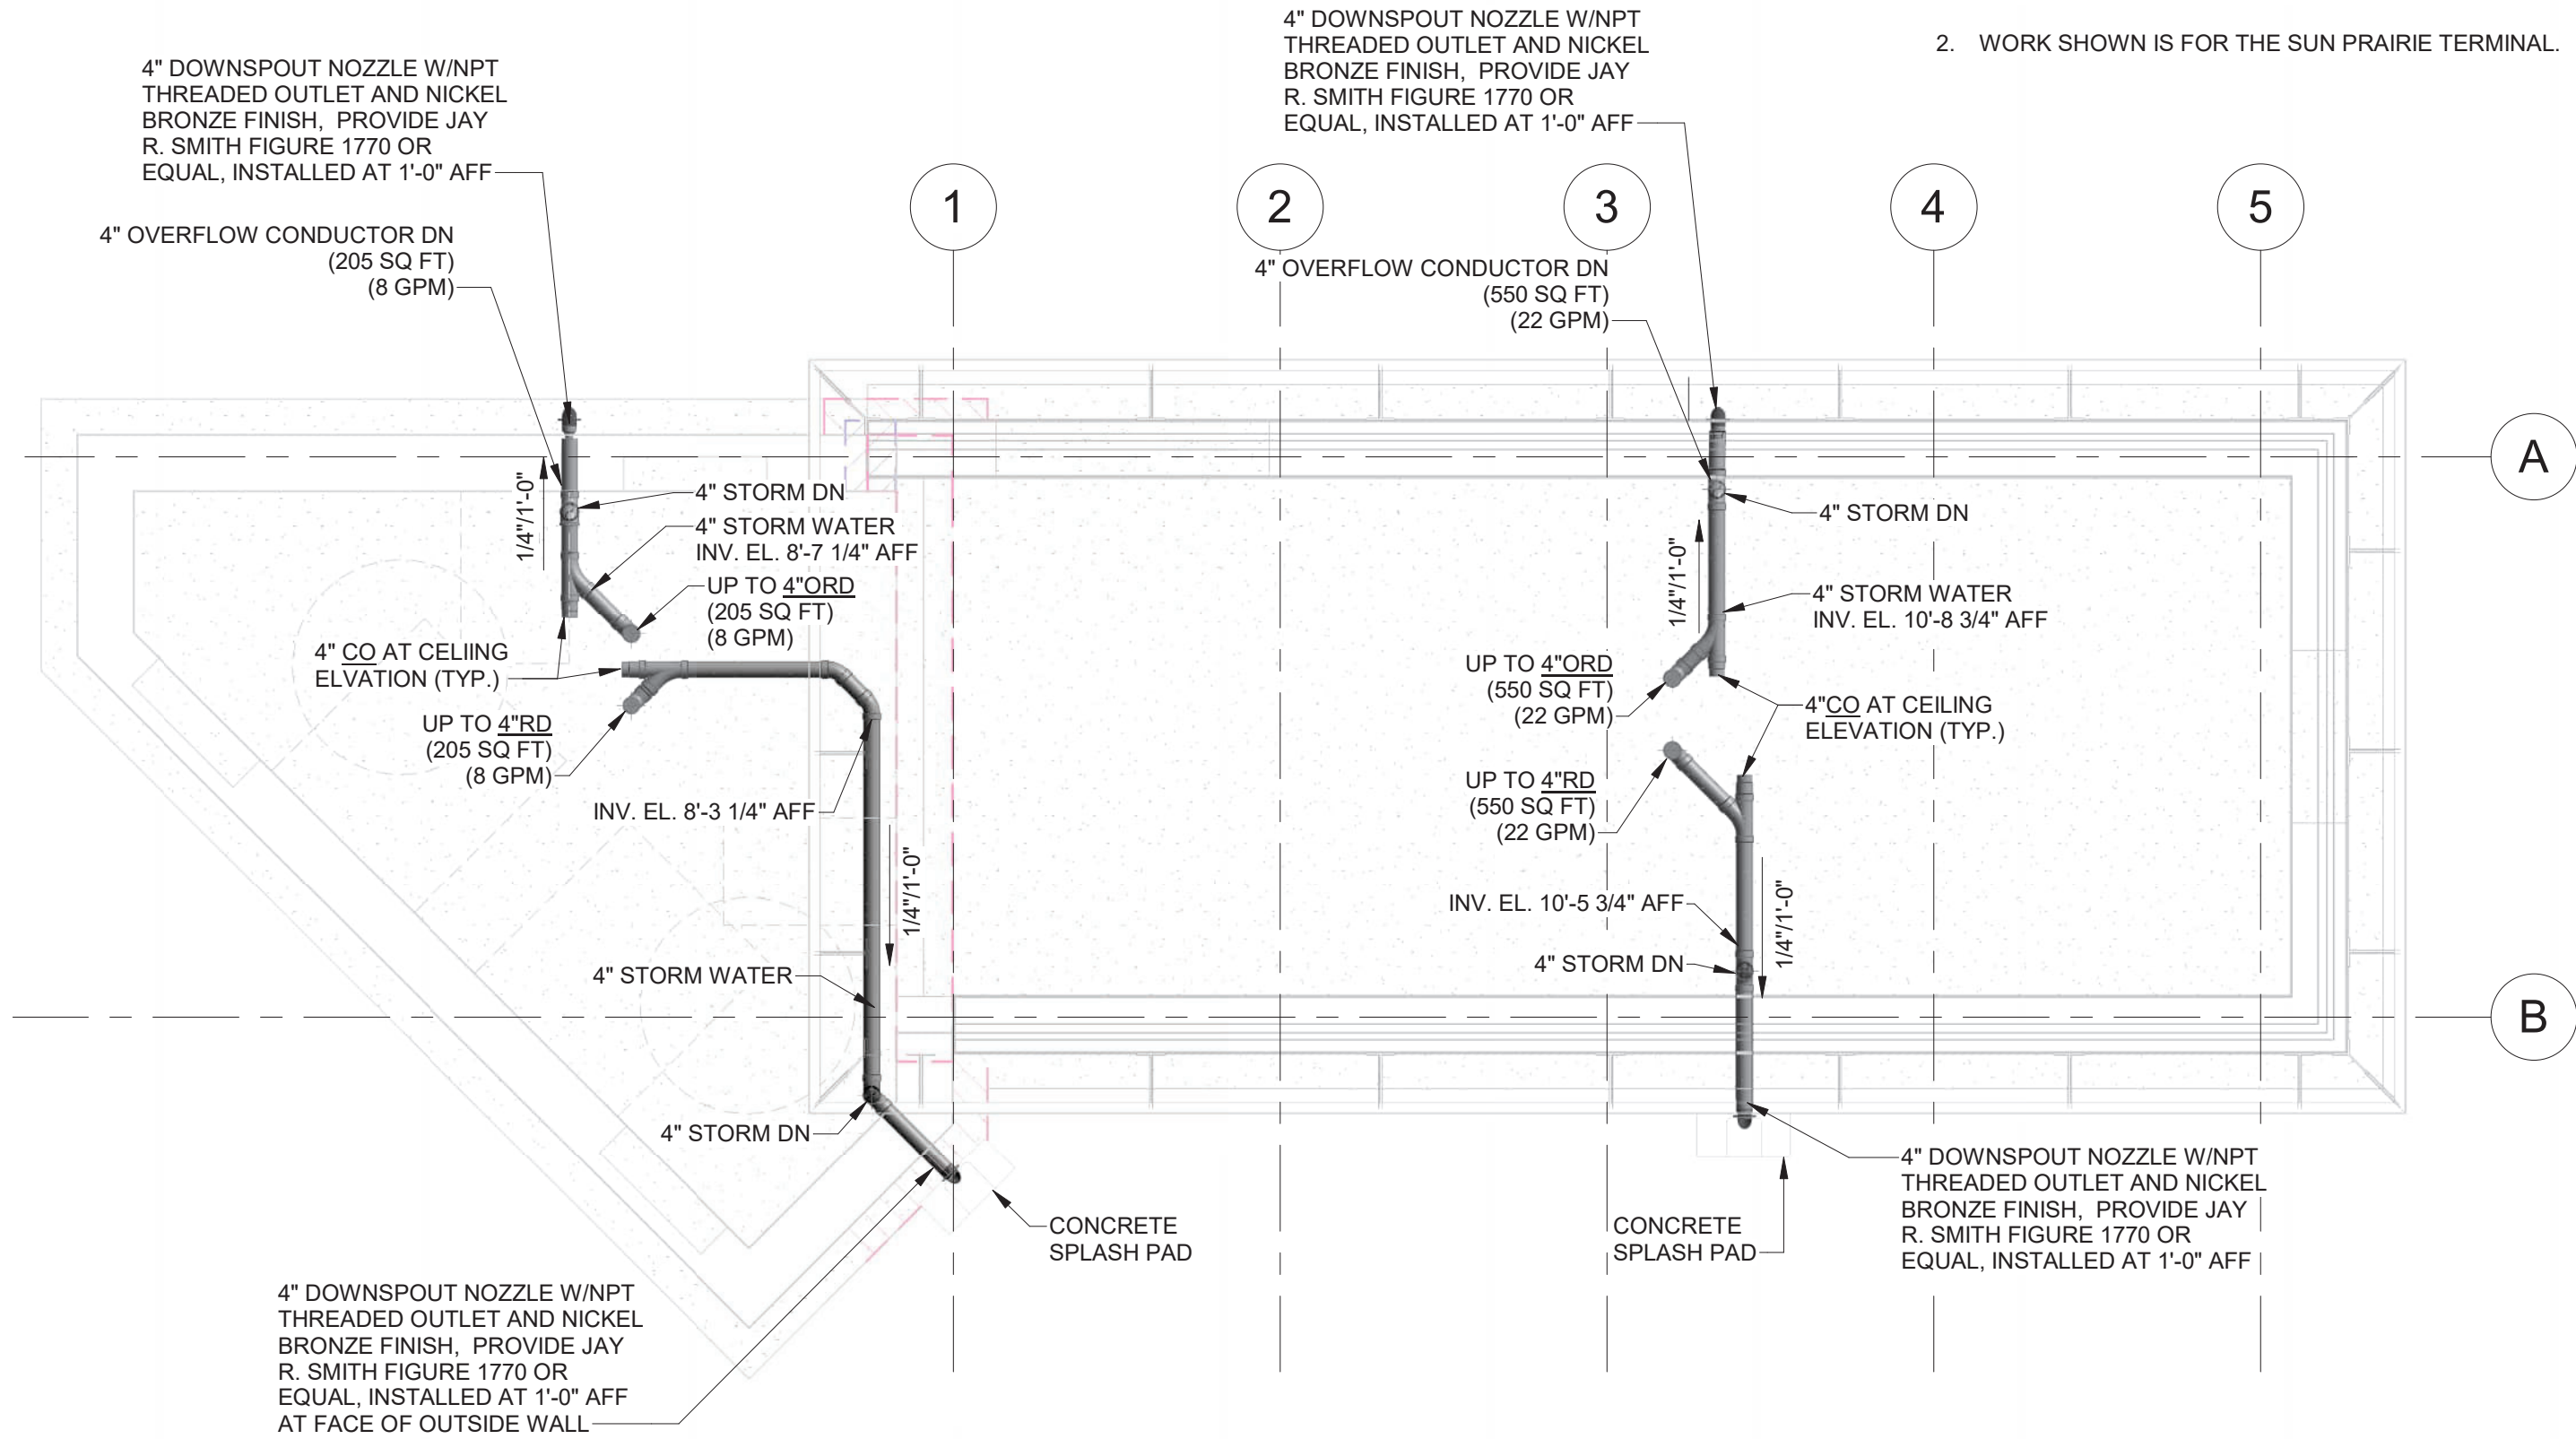 4" DOWNSPOUT NOZZLE W/NPT
THREADED OUTLET AND NICKEL
BRONZE FINISH, PROVIDE JAY
R. SMITH FIGURE 1770 OR
EQUAL, INSTALLED AT 1'-0" AFF
4" DOWNSPOUT NOZZLE W/NPT
THREADED OUTLET AND NICKEL
BRONZE FINISH, PROVIDE JAY
R. SMITH FIGURE 1770 OR
EQUAL, INSTALLED AT 1'-0" AFF
2. WORK SHOWN IS FOR THE SUN PRAIRIE TERMINAL.
1
2
3
4
5
4" OVERFLOW CONDUCTOR DN
(205 SQ FT)
(8 GPM)
4" OVERFLOW CONDUCTOR DN
(550 SQ FT)
(22 GPM)
A
1/4"/1'-0"
4" STORM DN
4" STORM WATER
INV. EL. 8'-7 1/4" AFF
UP TO 4"ORD
(205 SQ FT)
(8 GPM)
4" CO AT CELIING
ELVATION (TYP.)
UP TO 4"RD
(205 SQ FT)
(8 GPM)
INV. EL. 8'-3 1/4" AFF
1/4"/1'-0"
4" STORM WATER
4" STORM DN
4" STORM DN
1/4"/1'-0"
4" STORM WATER
INV. EL. 10'-8 3/4" AFF
UP TO 4"ORD
(550 SQ FT)
(22 GPM)
4"CO AT CEILING
ELEVATION (TYP.)
UP TO 4"RD
(550 SQ FT)
(22 GPM)
INV. EL. 10'-5 3/4" AFF
1/4"/1'-0"
4" STORM DN
B
CONCRETE
SPLASH PAD
CONCRETE
SPLASH PAD
4" DOWNSPOUT NOZZLE W/NPT
THREADED OUTLET AND NICKEL
BRONZE FINISH, PROVIDE JAY
R. SMITH FIGURE 1770 OR
EQUAL, INSTALLED AT 1'-0" AFF
4" DOWNSPOUT NOZZLE W/NPT
THREADED OUTLET AND NICKEL
BRONZE FINISH, PROVIDE JAY
R. SMITH FIGURE 1770 OR
EQUAL, INSTALLED AT 1'-0" AFF
AT FACE OF OUTSIDE WALL